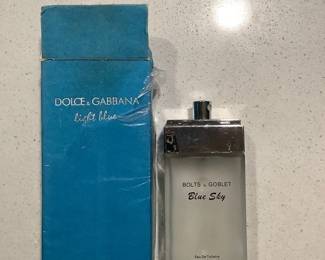 DOLCE & GABBANA
light blue
BOLTS & GOBLET
Blue Sky
Eau De Toilette